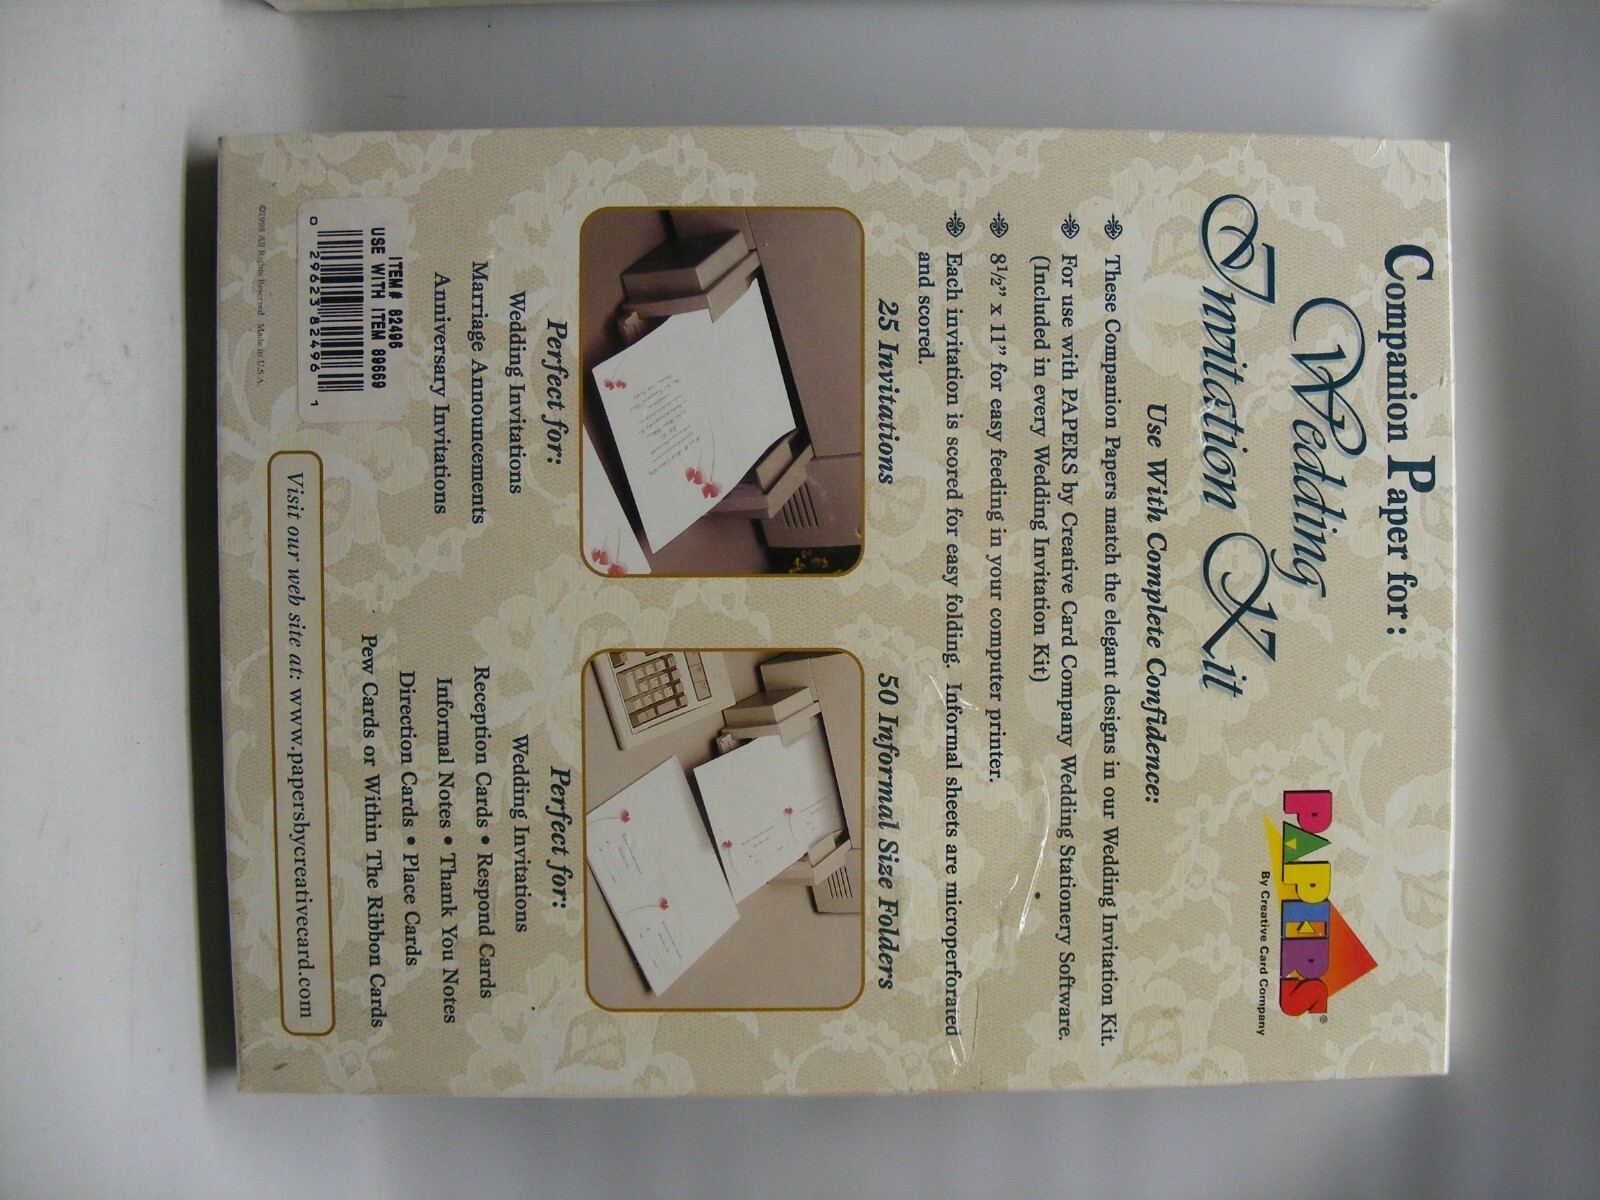 Companion Paper for:
Wedding
Invitation Kit
PAPERS®
By Creative Card Company
Use With Complete Confidence:
These Companion Papers match the elegant designs in our Wedding Invitation Kit.
For use with PAPERS by Creative Card Company Wedding Stationery Software.
(Included in every Wedding Invitation Kit)
8½” x 11” for easy feeding in your computer printer.
Each invitation is scored for easy folding. Informal sheets are microperforated
and scored.
25 Invitations
Perfect for:
Wedding Invitations
Marriage Announcements
Anniversary Invitations
50 Informal Size Folders
Perfect for:
Wedding Invitations
Reception Cards • Respond Cards
Informal Notes • Thank You Notes
Direction Cards • Place Cards
Pew Cards or Within The Ribbon Cards
ITEM# 82496
USE WITH ITEM 89669
0 29623 82496 1
Visit our web site at: www.papersbycreativecard.com
©1998 All Rights Reserved Made in U.S.A.